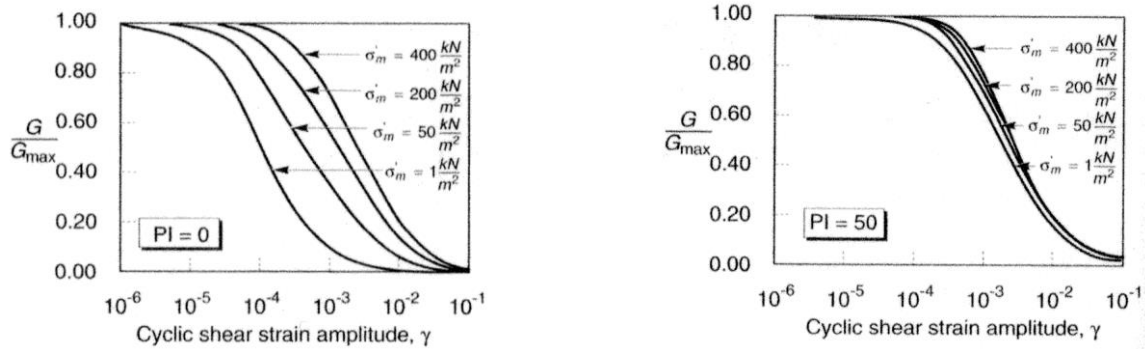 1.00
0.80
0.60
0.40
0.20
0.00
G/Gmax
σ'm = 400 kN/m²
σ'm = 200 kN/m²
σ'm = 50 kN/m²
σ'm = 1 kN/m²
PI = 0
10⁻⁶ 10⁻⁵ 10⁻⁴ 10⁻³ 10⁻² 10⁻¹
Cyclic shear strain amplitude, γ
1.00
0.80
0.60
0.40
0.20
0.00
G/Gmax
σ'm = 400 kN/m²
σ'm = 200 kN/m²
σ'm = 50 kN/m²
σ'm = 1 kN/m²
PI = 50
10⁻⁶ 10⁻⁵ 10⁻⁴ 10⁻³ 10⁻² 10⁻¹
Cyclic shear strain amplitude, γ